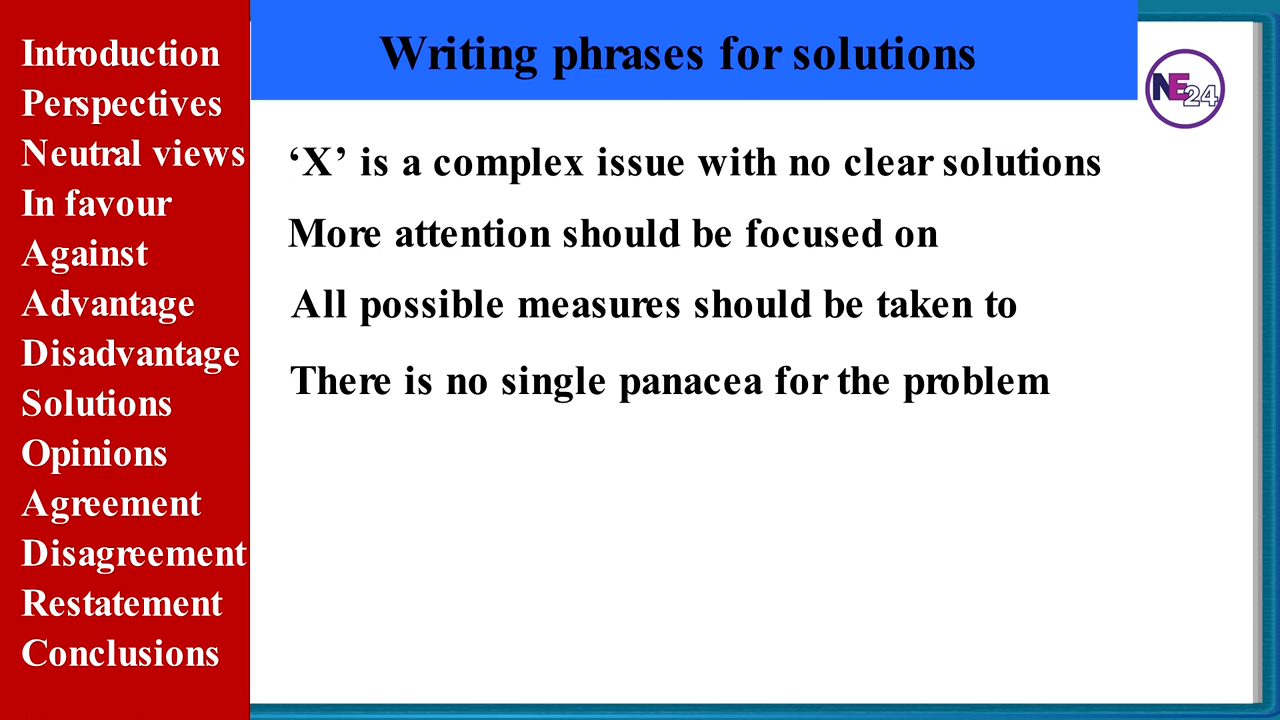 Introduction
Perspectives
Neutral views
In favour
Against
Advantage
Disadvantage
Solutions
Opinions
Agreement
Disagreement
Restatement
Conclusions
Writing phrases for solutions
NE24
‘X’ is a complex issue with no clear solutions
More attention should be focused on
All possible measures should be taken to
There is no single panacea for the problem